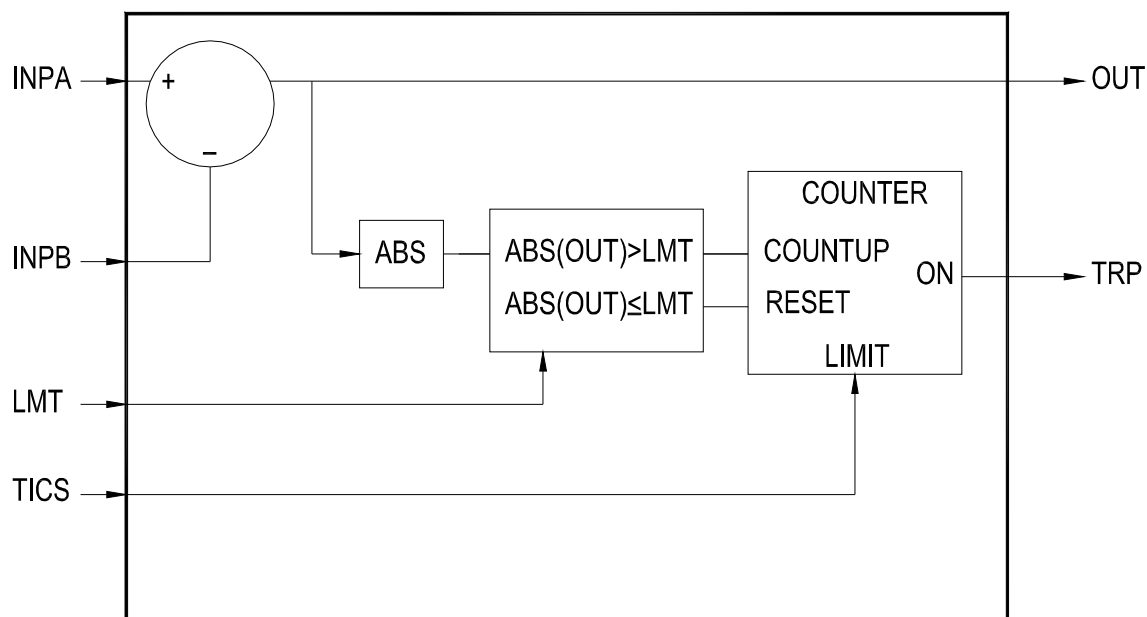 INPA
+
OUT
−
COUNTER
INPB
ABS
ABS(OUT)>LMT
COUNTUP
ON
TRP
ABS(OUT)≤LMT
RESET
LIMIT
LMT
TICS